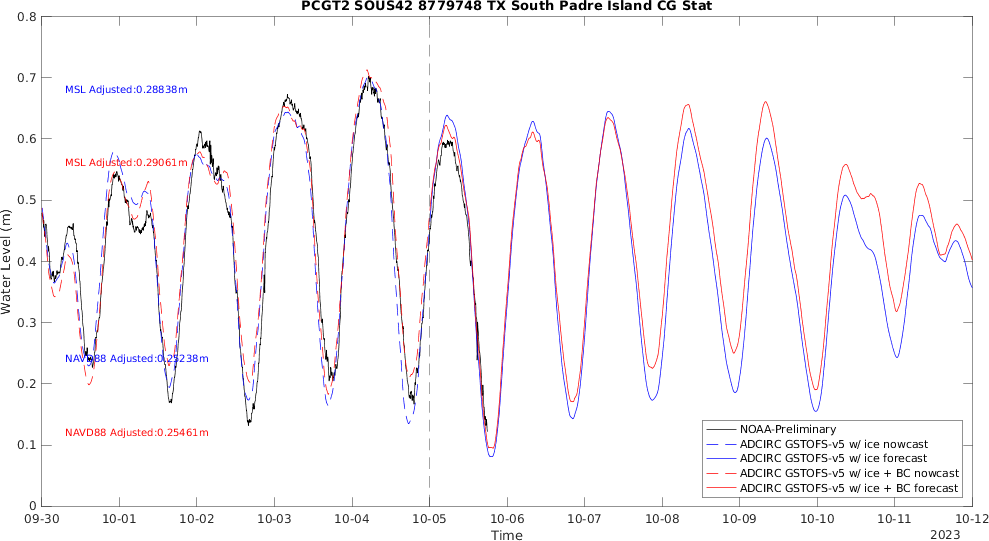 PCGT2 SOUS42 8779748 TX South Padre Island CG Stat
Water Level (m)
0.8
0.7
0.6
0.5
0.4
0.3
0.2
0.1
0
MSL Adjusted:0.28838m
MSL Adjusted:0.29061m
NAVD88 Adjusted:0.25238m
NAVD88 Adjusted:0.25461m
NOAA-Preliminary
ADCIRC GSTOFS-v5 w/ ice nowcast
ADCIRC GSTOFS-v5 w/ ice forecast
ADCIRC GSTOFS-v5 w/ ice + BC nowcast
ADCIRC GSTOFS-v5 w/ ice + BC forecast
09-30 10-01 10-02 10-03 10-04 10-05 10-06 10-07 10-08 10-09 10-10 10-11 10-12
Time
2023